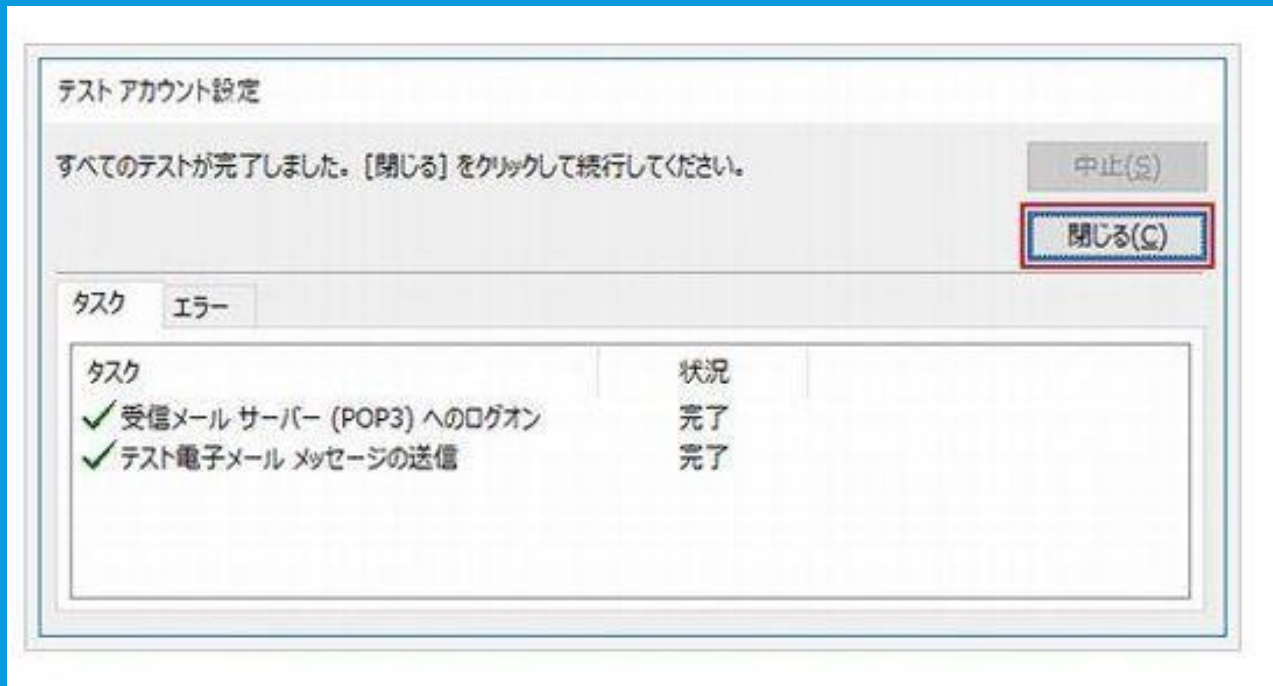 テスト アカウント設定
すべてのテストが完了しました。[閉じる] をクリックして続行してください。
中止(S)
閉じる(C)
タスク エラー
タスク 状況
受信メール サーバー (POP3) へのログオン 完了
テスト電子メール メッセージの送信 完了